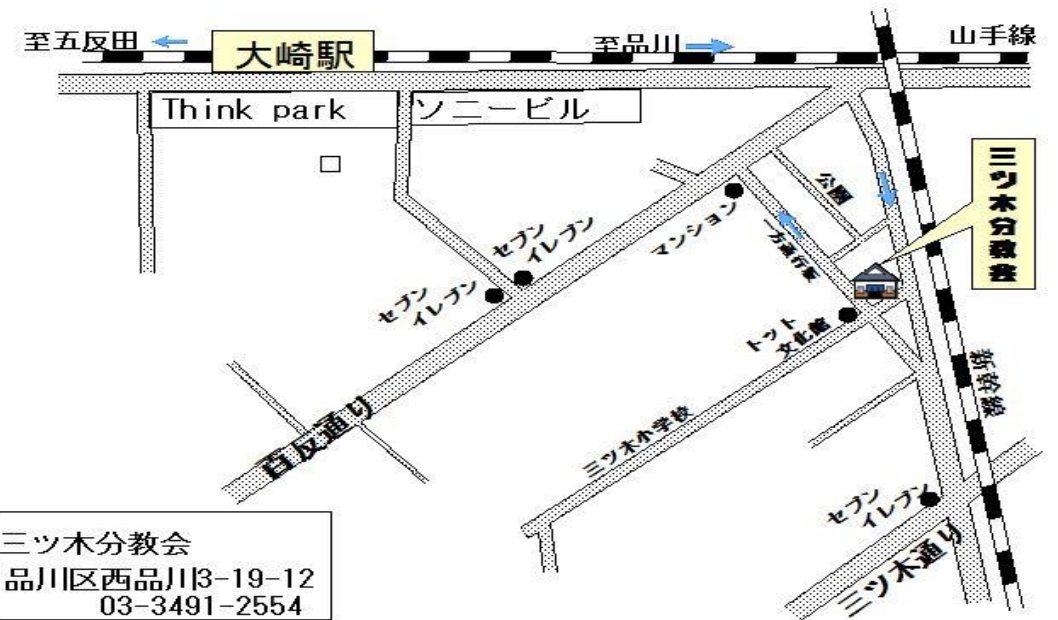 至五反田
大崎駅
至品川
山手線
Think park
ソニービル
三ツ木分教会
公園
マンション
一方通行
セブン
イレブン
セブン
イレブン
トット
文化館
三ツ木小学校
百反通り
セブン
イレブン
三ツ木通り
三ツ木分教会
品川区西品川3-19-12
03-3491-2554